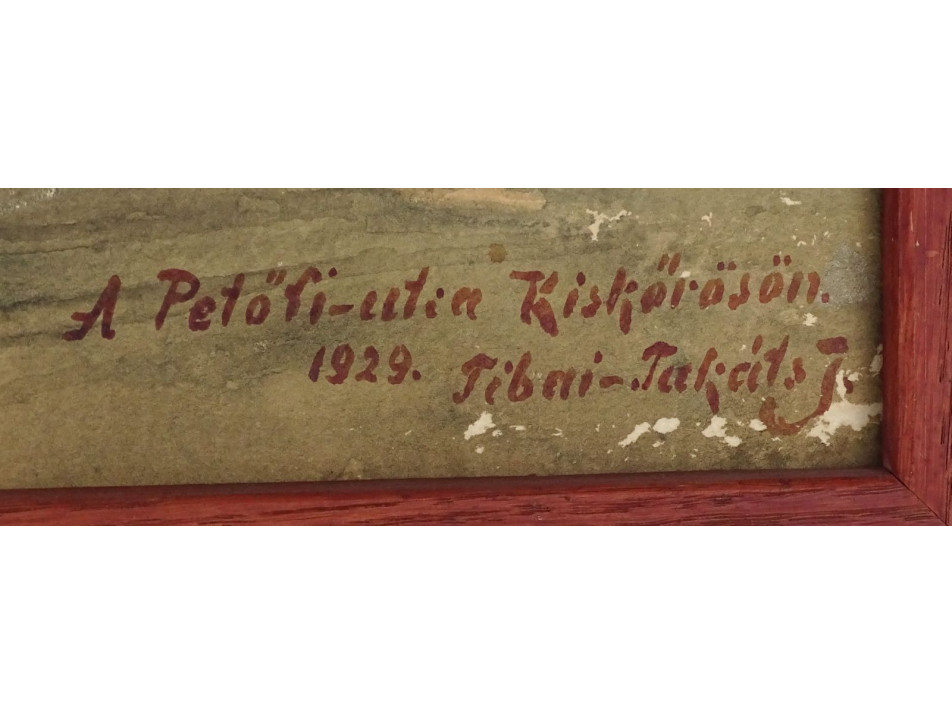 A Petőfi-utca Kiskőrösön.
1929. Tibai-Takáts J.